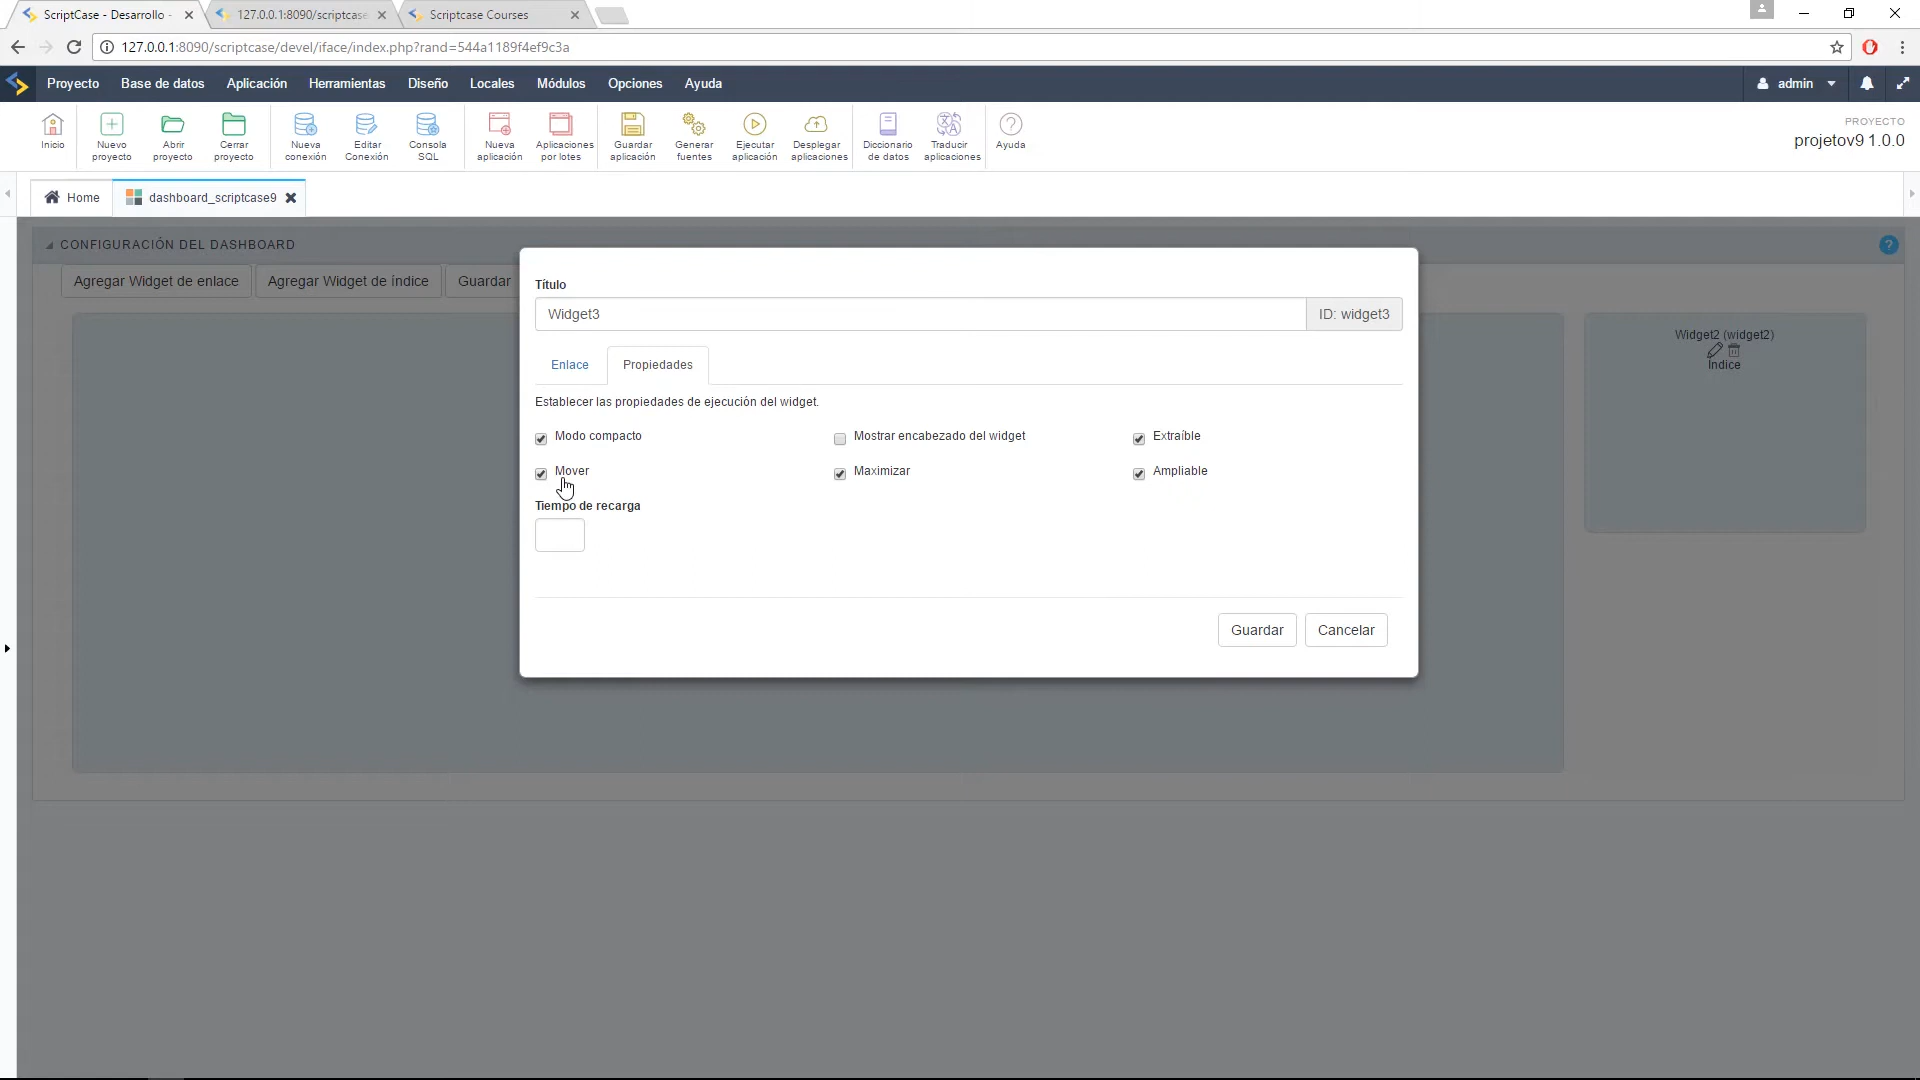 ScriptCase - Desarrollo -
127.0.0.1:8090/scriptcase
Scriptcase Courses
127.0.0.1:8090/scriptcase/devel/iface/index.php?rand=544a1189f4ef9c3a
Proyecto
Base de datos
Aplicación
Herramientas
Diseño
Locales
Módulos
Opciones
Ayuda
admin
Inicio
Nuevo
proyecto
Abrir
proyecto
Cerrar
proyecto
Nueva
conexión
Editar
Conexión
Consola
SQL
Nueva
aplicación
Aplicaciones
por lotes
Guardar
aplicación
Generar
fuentes
Ejecutar
aplicación
Desplegar
aplicaciones
Diccionario
de datos
Traducir
aplicaciones
Ayuda
PROYECTO
projetov9 1.0.0
Home
dashboard_scriptcase9
CONFIGURACIÓN DEL DASHBOARD
?
Agregar Widget de enlace
Agregar Widget de índice
Guardar
Widget2 (widget2)
Indice
Título
Widget3
ID: widget3
Enlace
Propiedades
Establecer las propiedades de ejecución del widget.
Modo compacto
Mostrar encabezado del widget
Extraíble
Mover
Maximizar
Ampliable
Tiempo de recarga
Guardar
Cancelar